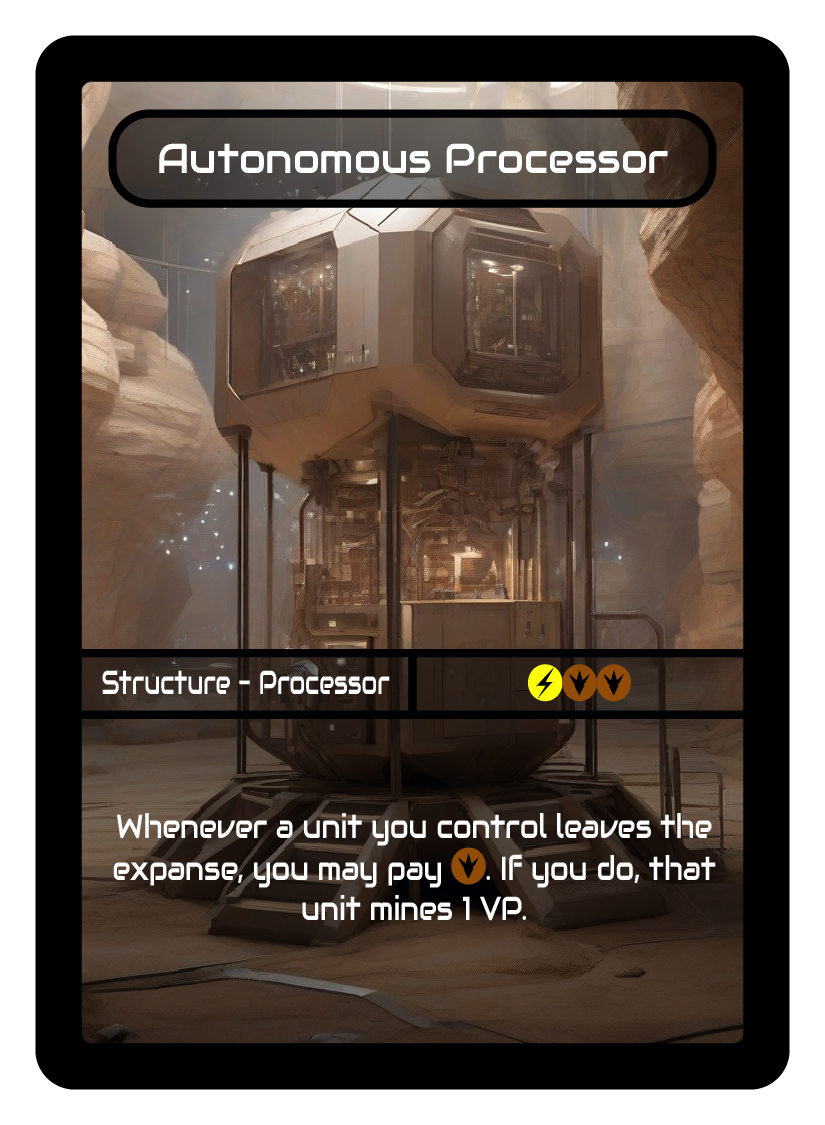 Autonomous Processor
Structure - Processor
Whenever a unit you control leaves the
expanse, you may pay . If you do, that
unit mines 1 VP.